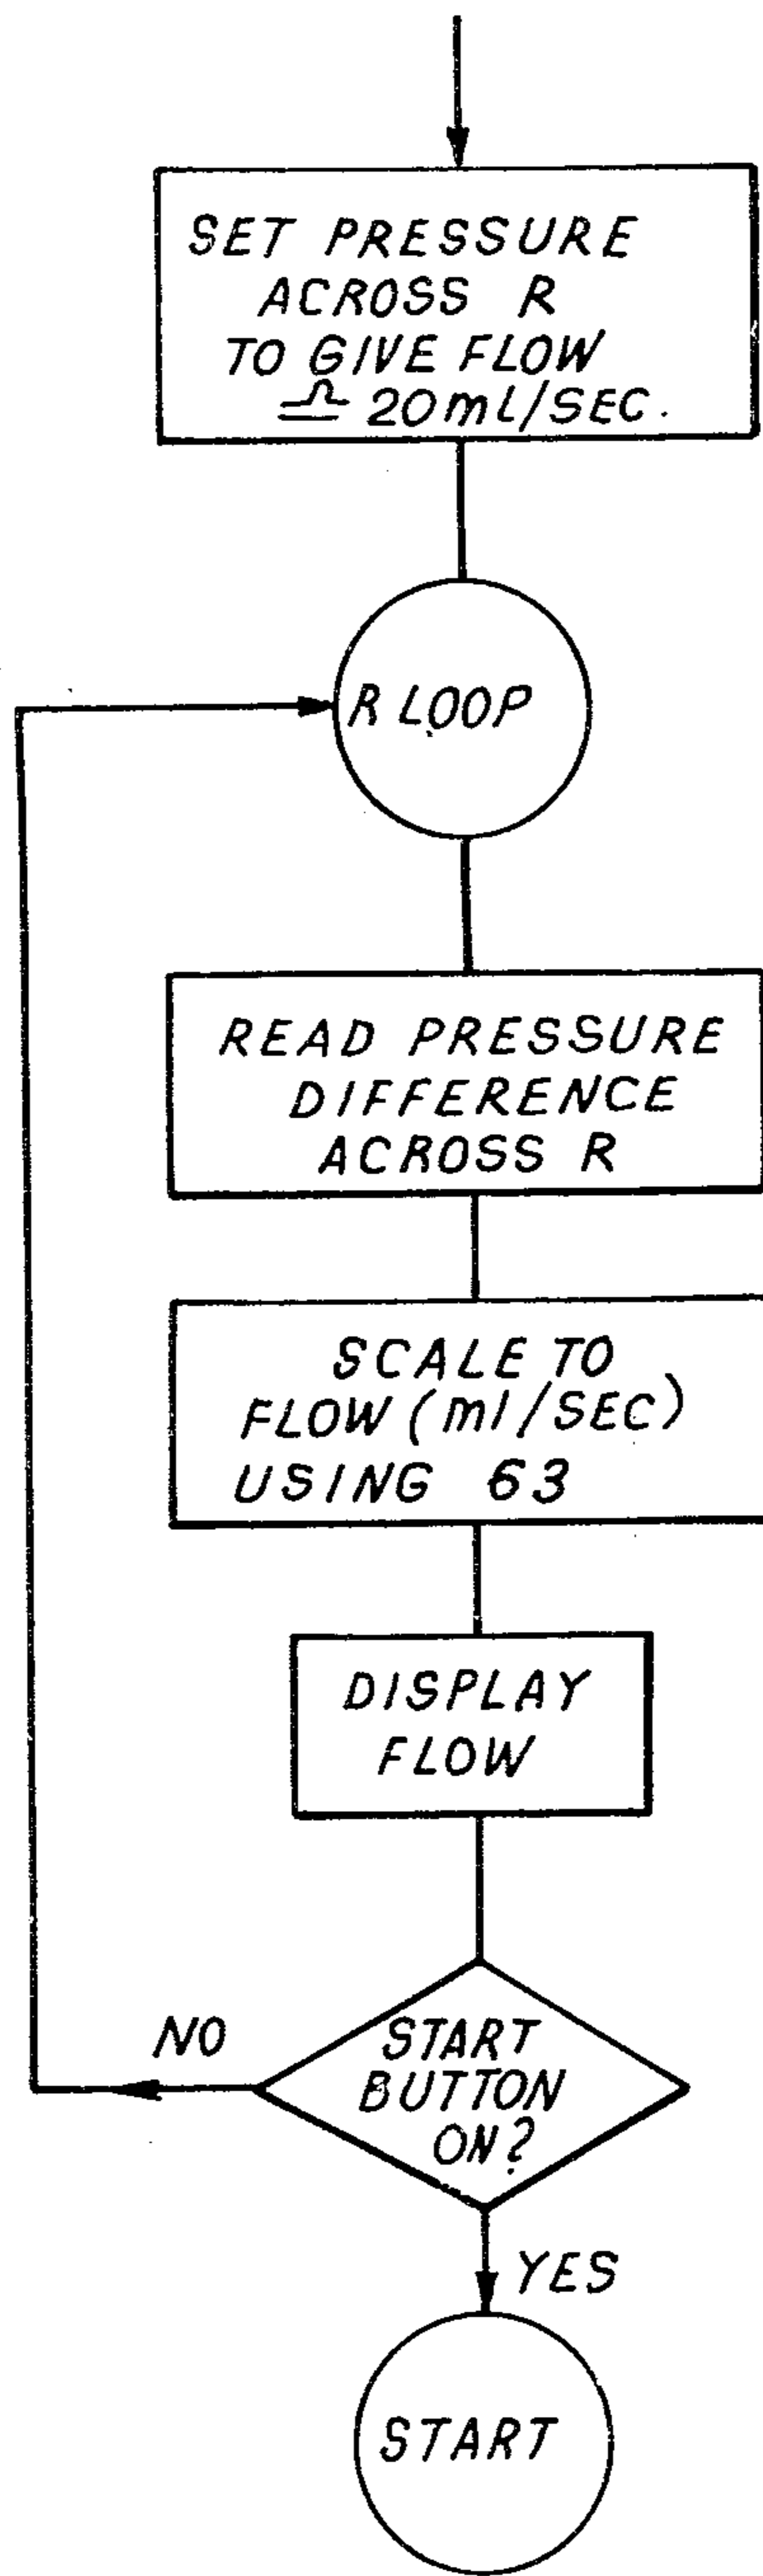 SET PRESSURE
ACROSS R
TO GIVE FLOW
≏ 20ml/SEC.
R LOOP
READ PRESSURE
DIFFERENCE
ACROSS R
SCALE TO
FLOW (ml/SEC)
USING 63
DISPLAY
FLOW
START
BUTTON
ON?
NO
YES
START